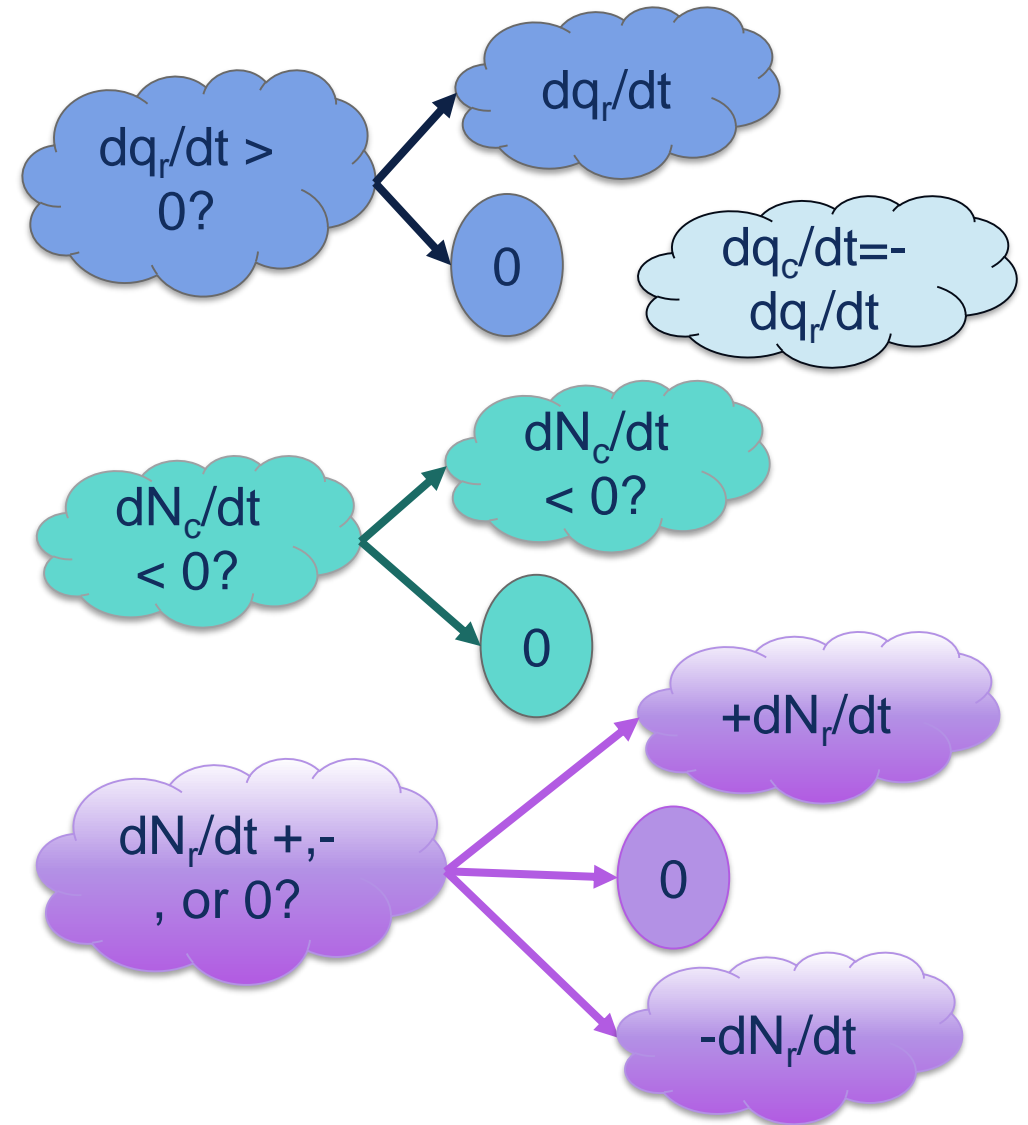 dqr/dt >
0?
dqr/dt
0
dqc/dt=-
dqr/dt
dNc/dt
< 0?
dNc/dt
< 0?
0
dNr/dt +,-
, or 0?
+dNr/dt
0
-dNr/dt